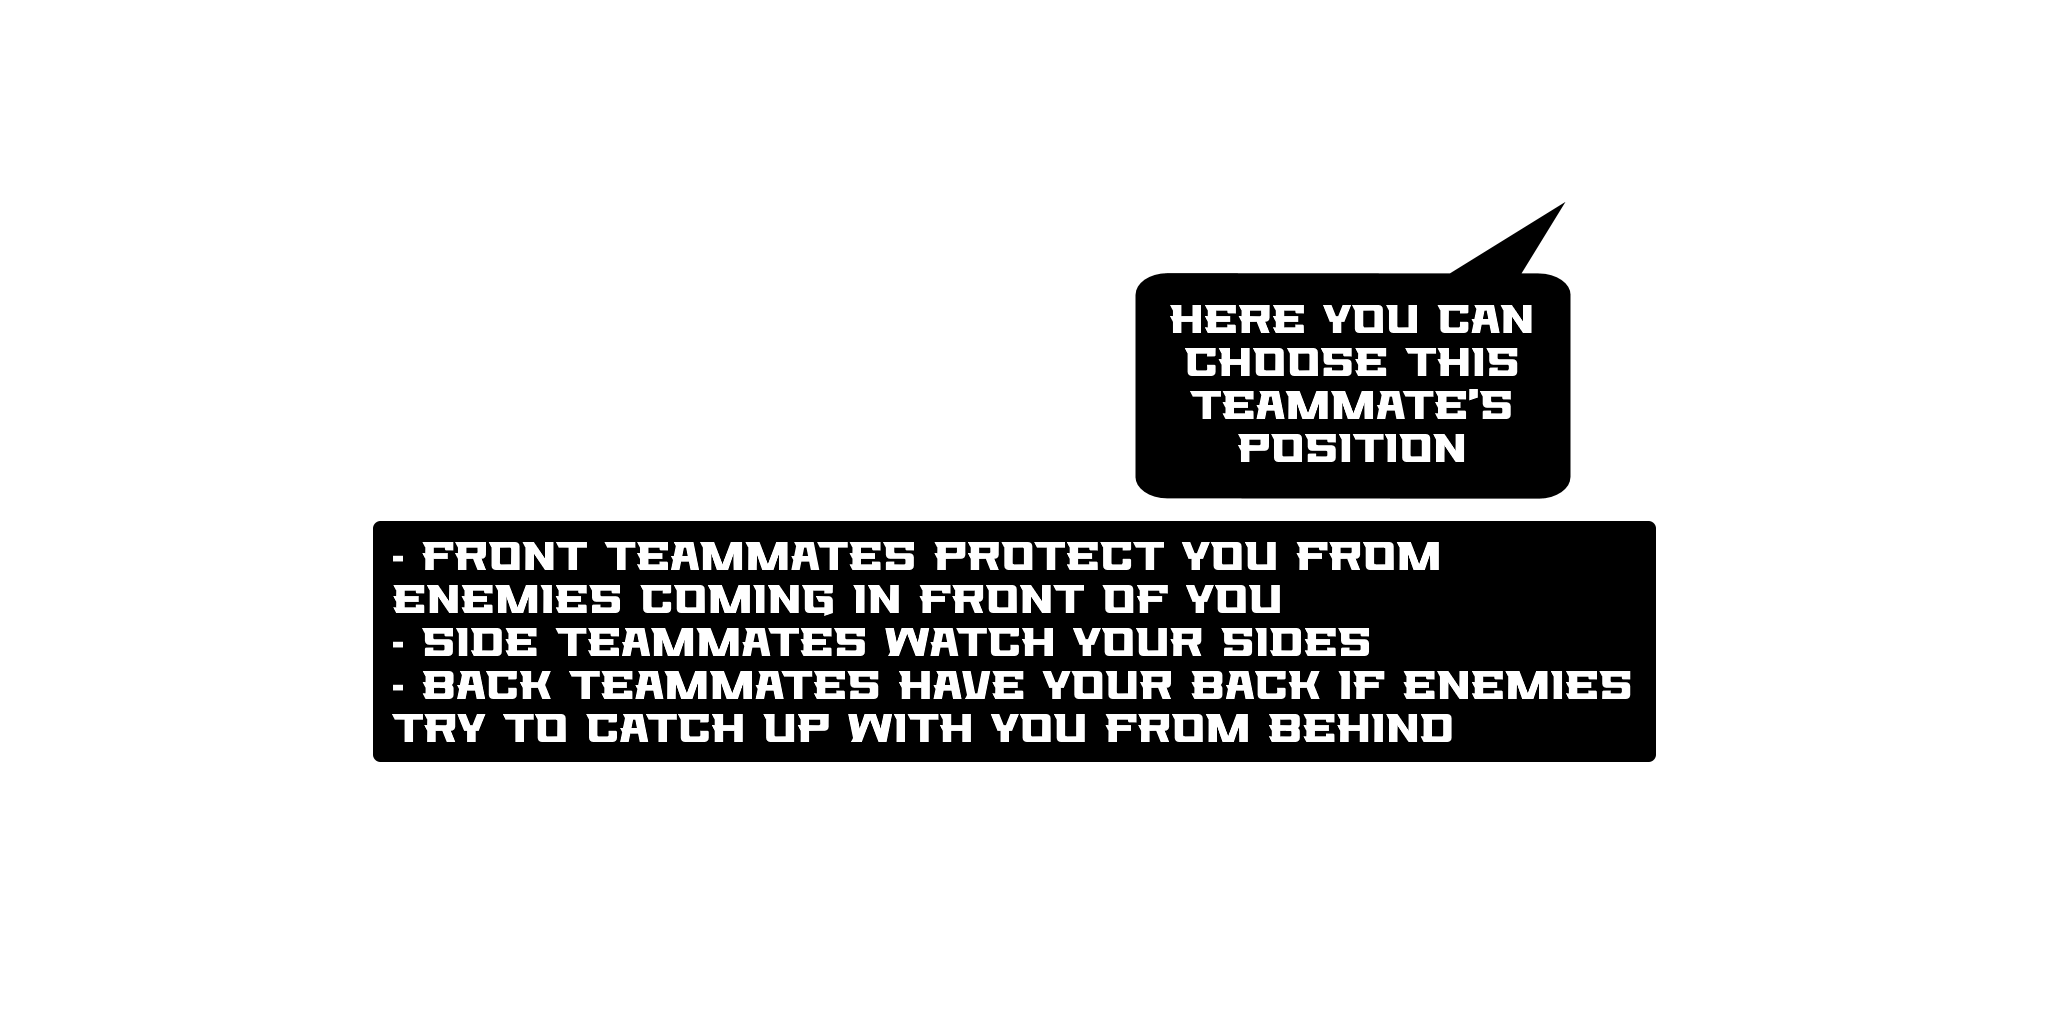 HERE YOU CAN
CHOOSE THIS
TEAMMATE'S
POSITION
- FRONT TEAMMATES PROTECT YOU FROM
ENEMIES COMING IN FRONT OF YOU
- SIDE TEAMMATES WATCH YOUR SIDES
- BACK TEAMMATES HAVE YOUR BACK IF ENEMIES
TRY TO CATCH UP WITH YOU FROM BEHIND